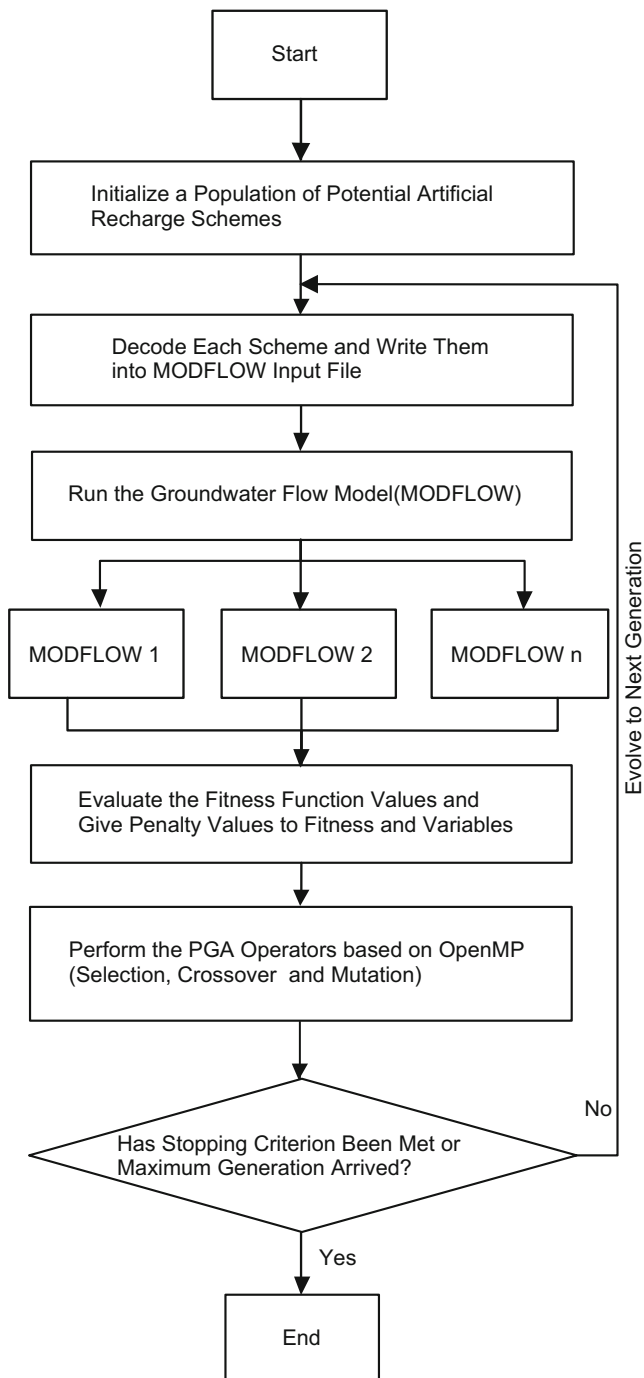 Start
Initialize a Population of Potential Artificial
Recharge Schemes
Decode Each Scheme and Write Them
into MODFLOW Input File
Run the Groundwater Flow Model(MODFLOW)
MODFLOW 1
MODFLOW 2
MODFLOW n
Evaluate the Fitness Function Values and
Give Penalty Values to Fitness and Variables
Perform the PGA Operators based on OpenMP
(Selection, Crossover and Mutation)
Has Stopping Criterion Been Met or
Maximum Generation Arrived?
No
Evolve to Next Generation
Yes
End